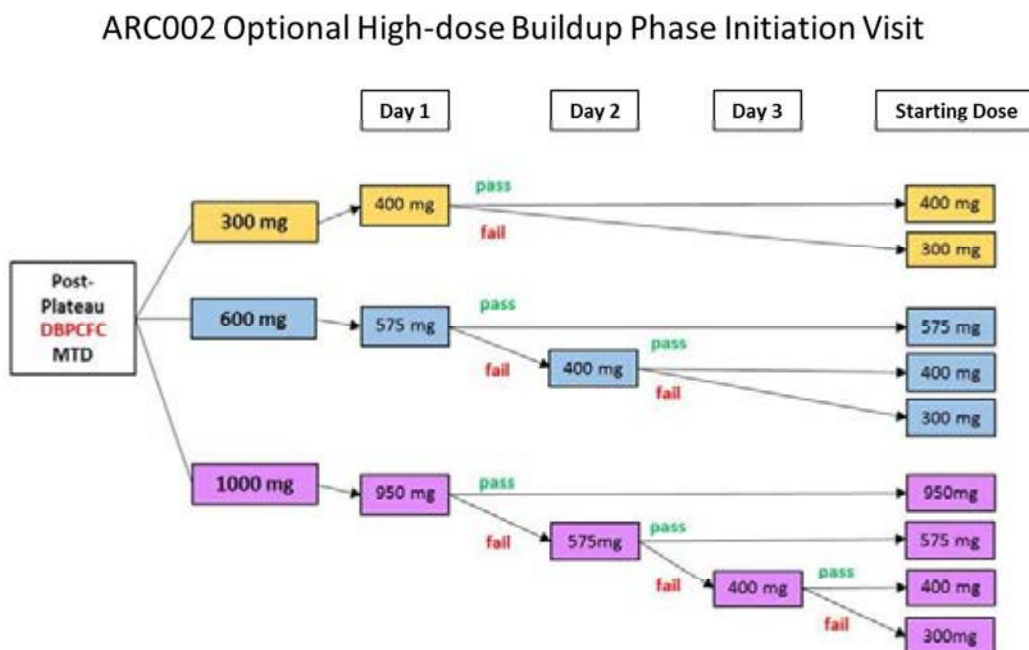 ARC002 Optional High-dose Buildup Phase Initiation Visit
Day 1
Day 2
Day 3
Starting Dose
pass
400 mg
400 mg
300 mg
fail
300 mg
Post-
Plateau
DBPCFC
MTD
pass
600 mg
575 mg
575 mg
pass
fail
400 mg
400 mg
fail
300 mg
1000 mg
pass
950 mg
950mg
pass
fail
575mg
575 mg
pass
fail
400 mg
400 mg
fail
300mg